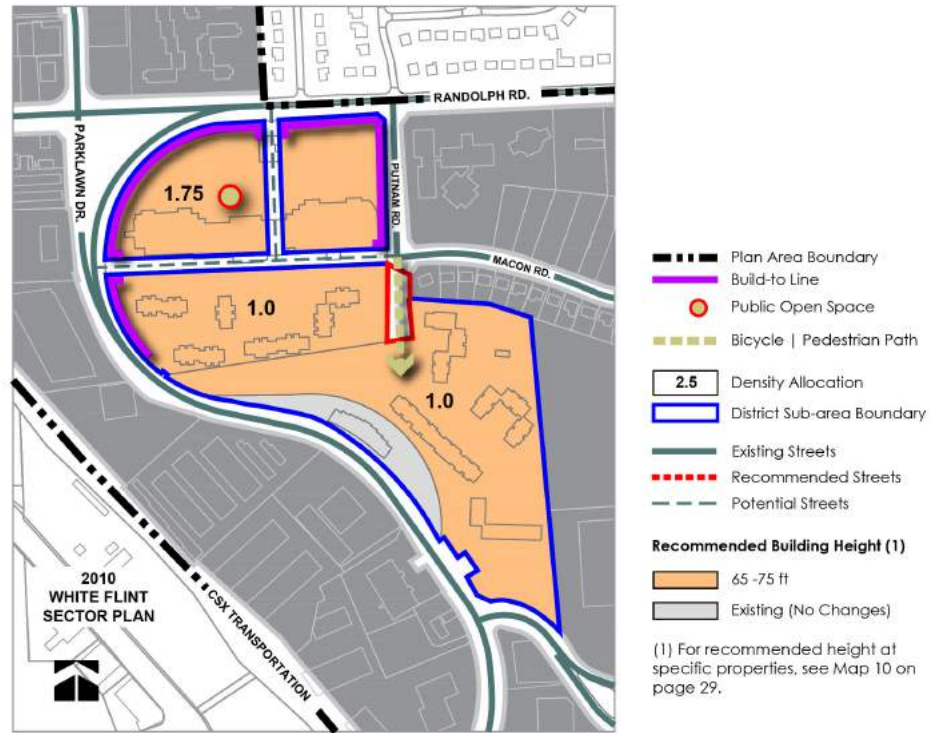 RANDOLPH RD.
PARKLAWN DR.
PUTNAM RD.
1.75
MACON RD.
1.0
1.0
2010
WHITE FLINT
SECTOR PLAN
CSX TRANSPORTATION
Plan Area Boundary
Build-to Line
Public Open Space
Bicycle | Pedestrian Path
2.5 Density Allocation
District Sub-area Boundary
Existing Streets
Recommended Streets
Potential Streets
Recommended Building Height (1)
65 -75 ft
Existing (No Changes)
(1) For recommended height at
specific properties, see Map 10 on
page 29.